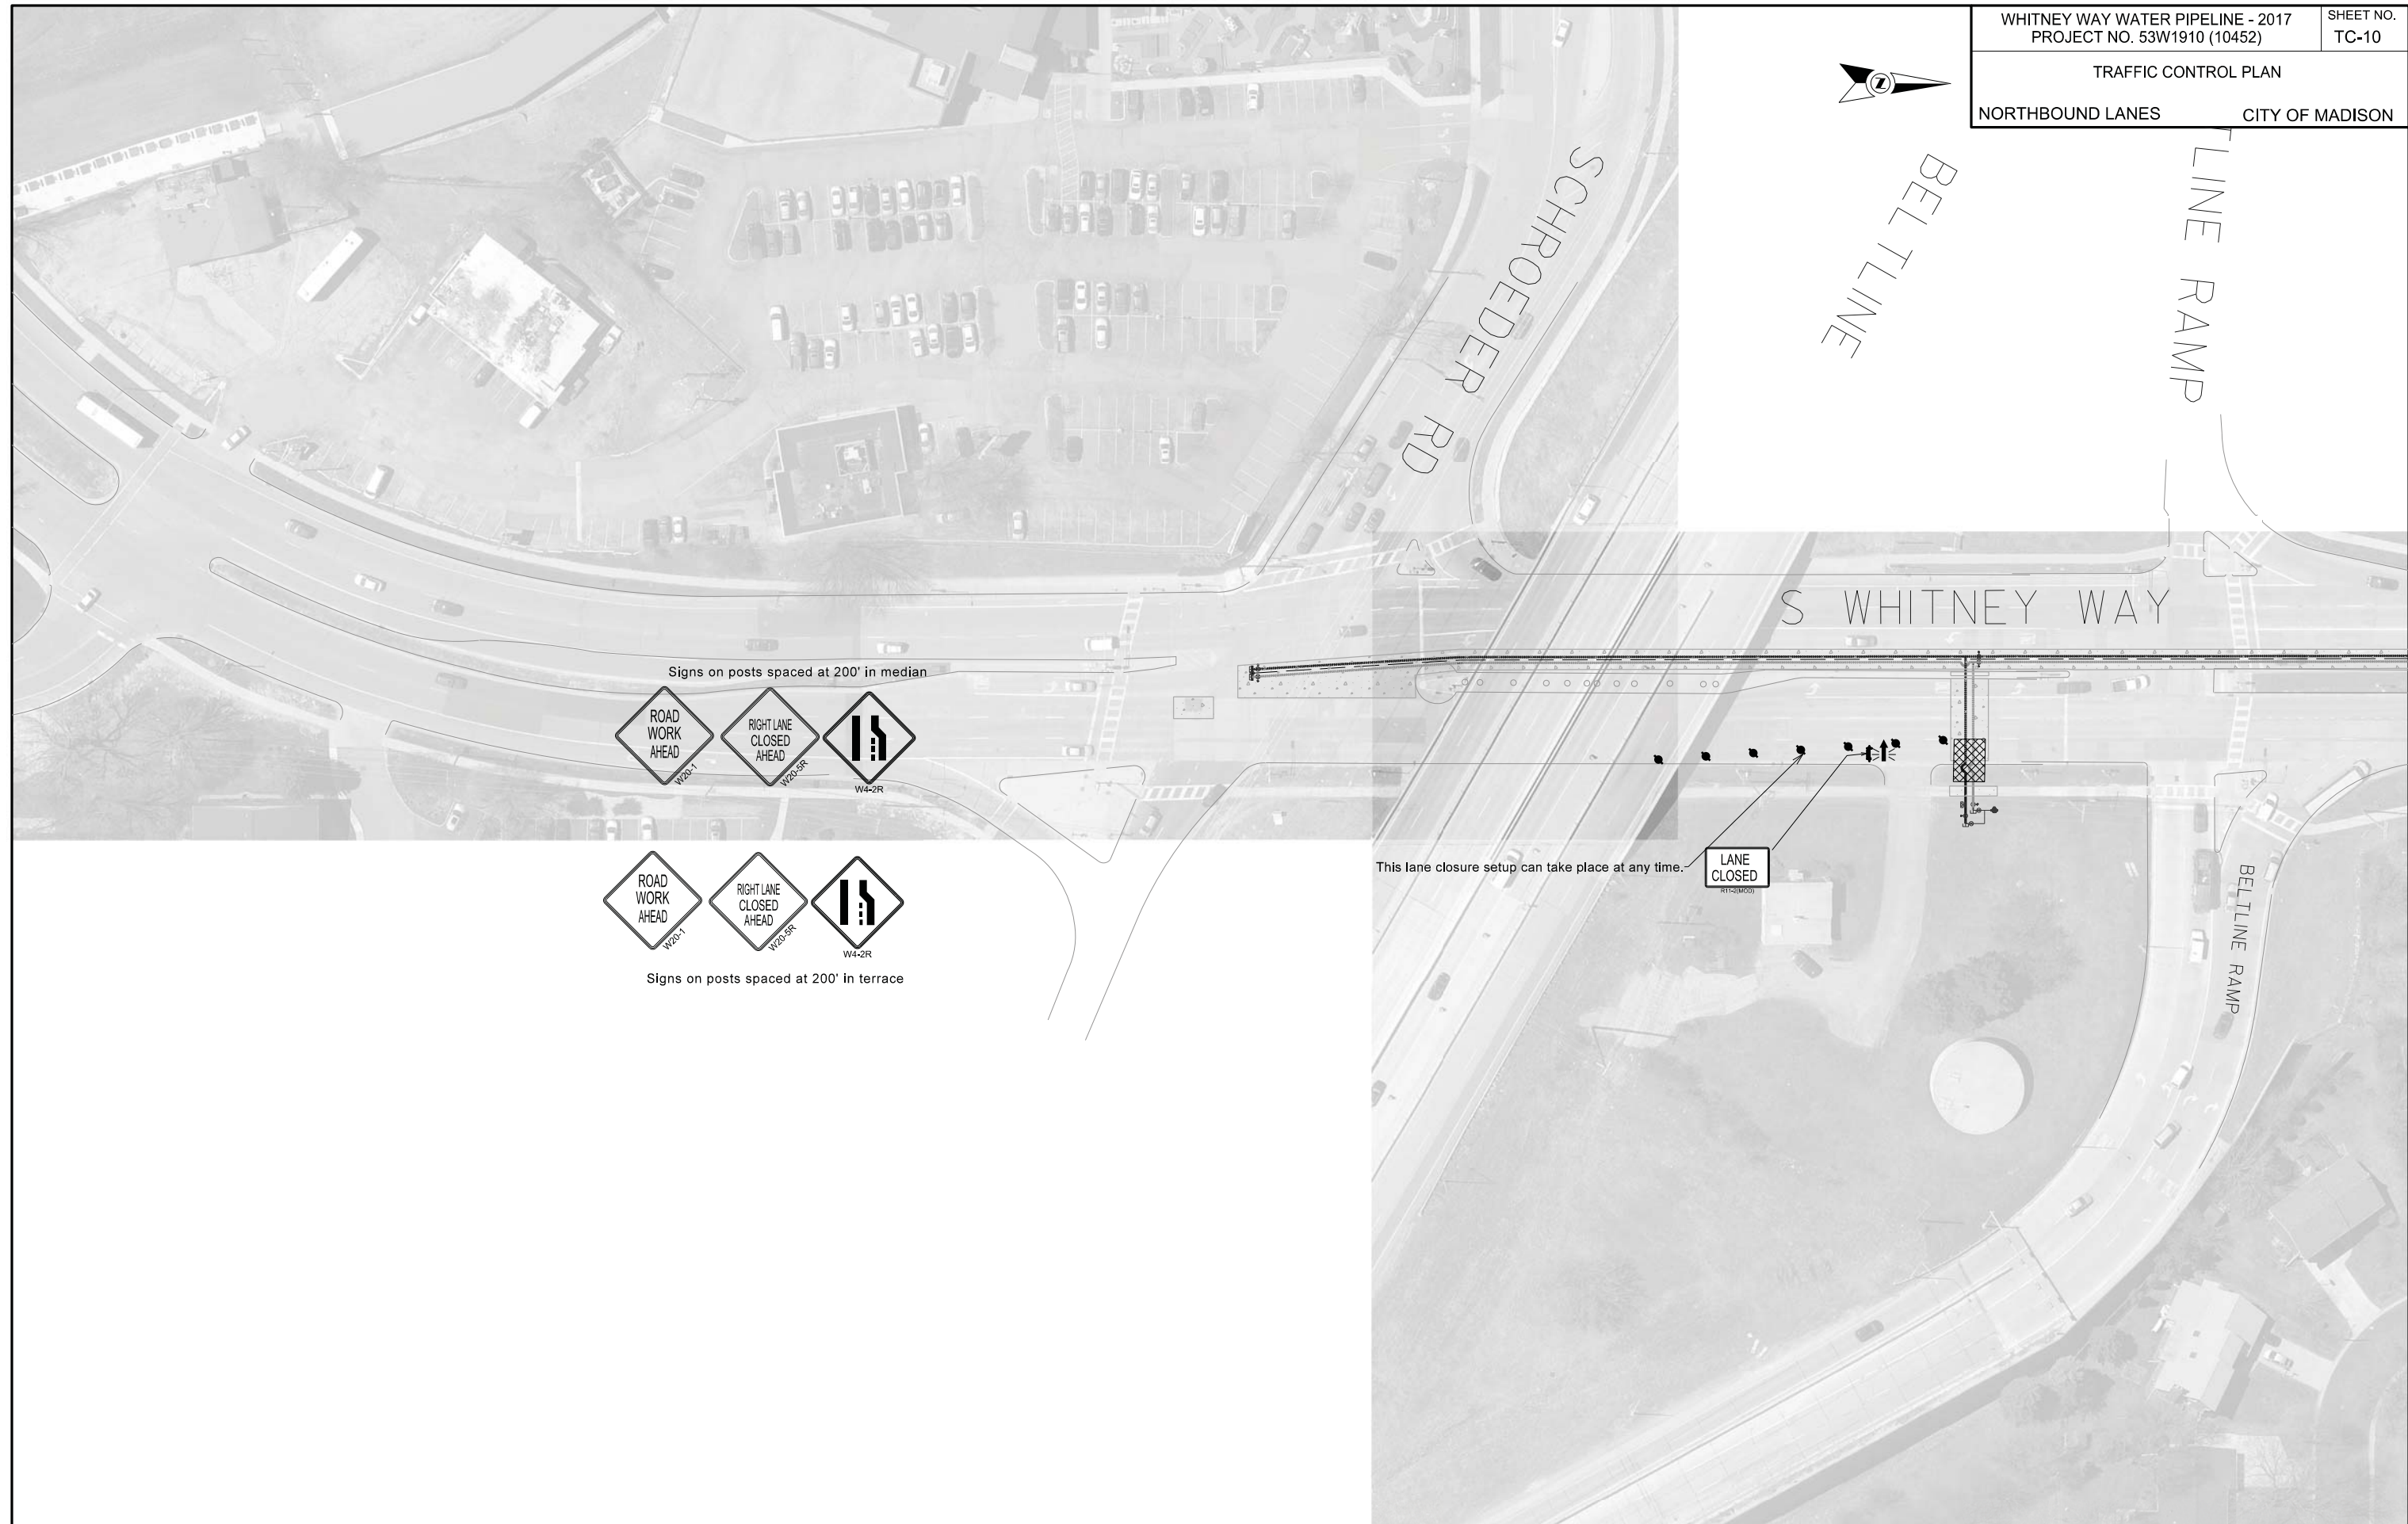 WHITNEY WAY WATER PIPELINE - 2017
PROJECT NO. 53W1910 (10452)
SHEET NO.
TC-10
TRAFFIC CONTROL PLAN
NORTHBOUND LANES
CITY OF MADISON
SCHROEDER RD
BELTLINE
TLINE RAMP
S WHITNEY WAY
Signs on posts spaced at 200' in median
ROAD
WORK
AHEAD
W20-1
RIGHT LANE
CLOSED
AHEAD
W20-5R
W4-2R
ROAD
WORK
AHEAD
W20-1
RIGHT LANE
CLOSED
AHEAD
W20-5R
W4-2R
Signs on posts spaced at 200' in terrace
This lane closure setup can take place at any time.
LANE
CLOSED
R11-2(MOD)
BELTLINE RAMP